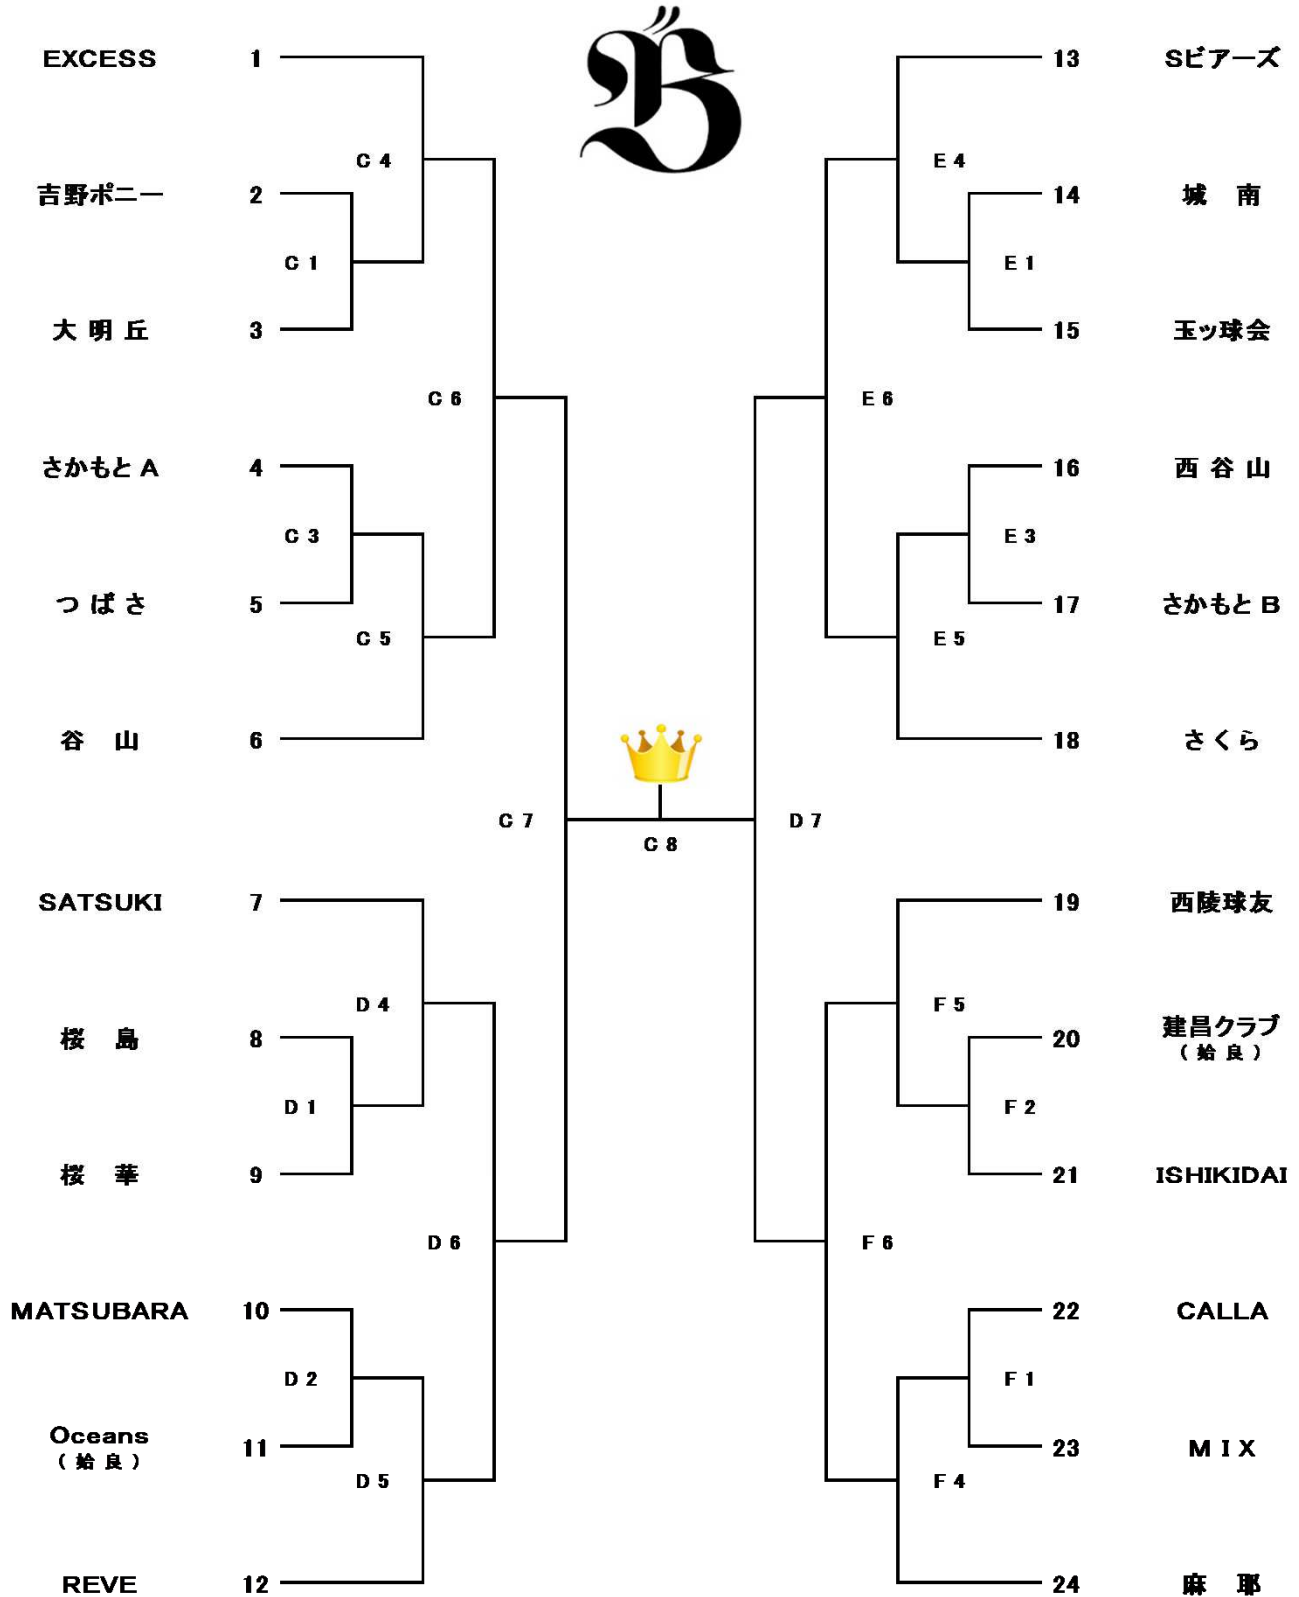 B
EXCESS 1
C 4
吉野ポニー 2
C 1
大 明 丘 3
C 6
さかもと A 4
C 3
つ ば さ 5
C 5
谷 山 6
C 7
SATSUKI 7
D 4
桜 島 8
D 1
桜 華 9
D 6
MATSUBARA 10
D 2
Oceans 11
( 姶 良 )
D 5
REVE 12
C 8
13 Sビアーズ
E 4
14 城 南
E 1
15 玉ッ球会
E 6
16 西 谷 山
E 3
17 さかもと B
E 5
18 さくら
D 7
19 西陵球友
F 5
20 建昌クラブ
( 姶 良 )
F 2
21 ISHIKIDAI
F 6
22 CALLA
F 1
23 M I X
F 4
24 麻 耶